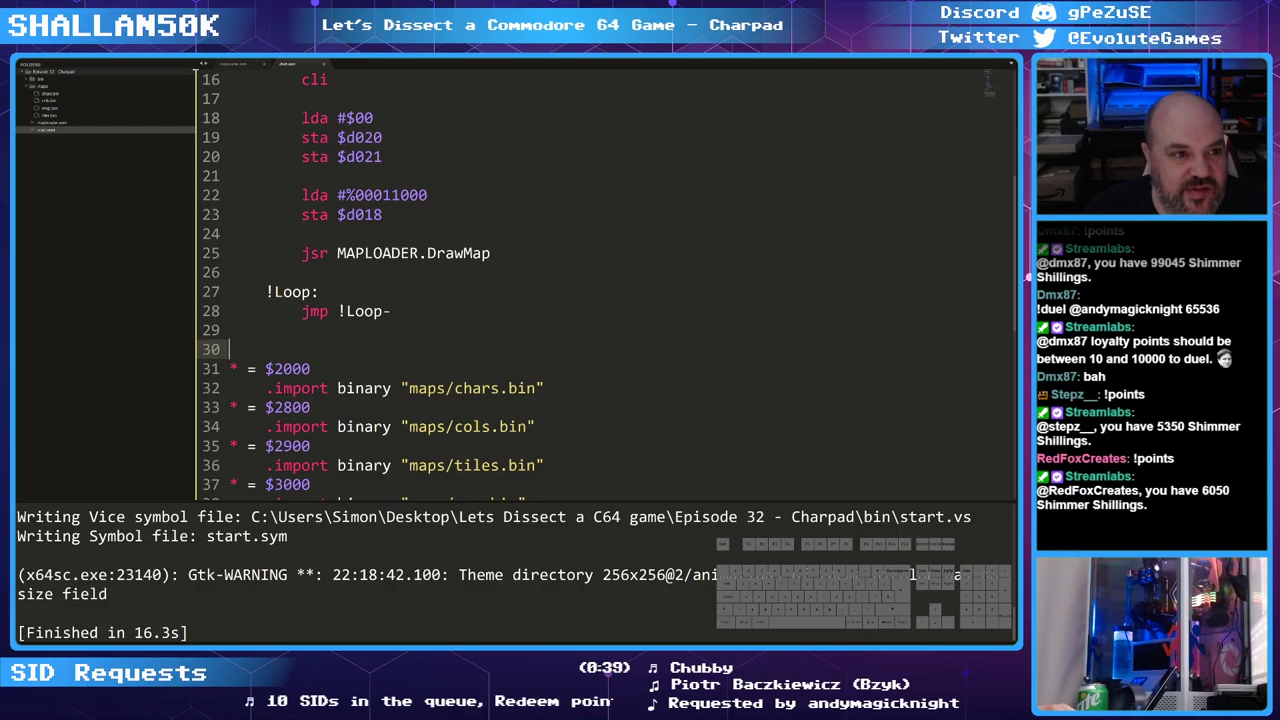 SHALLAN50K
Let's Dissect a Commodore 64 Game - Charpad
Discord gPeZuSE
Twitter @EvoluteGames
FOLDERS
16 cli
17
18 lda #$00
19 sta $d020
20 sta $d021
21
22 lda #%00011000
23 sta $d018
24
25 jsr MAPLOADER.DrawMap
26
27 !Loop:
28 jmp !Loop-
29
30
31 * = $2000
32 .import binary "maps/chars.bin"
33 * = $2800
34 .import binary "maps/cols.bin"
35 * = $2900
36 .import binary "maps/tiles.bin"
37 * = $3000
Writing Vice symbol file: C:\Users\Simon\Desktop\Lets Dissect a C64 game\Episode 32 - Charpad\bin\start.vs
Writing Symbol file: start.sym
(x64sc.exe:23140): Gtk-WARNING **: 22:18:42.100: Theme directory 256x256@2/ani
size field
[Finished in 16.3s]
Dmx87: !points
Streamlabs:
@dmx87, you have 99045 Shimmer
Shillings.
Dmx87:
!duel @andymagicknight 65536
Streamlabs:
@dmx87 loyalty points should be
between 10 and 10000 to duel.
Dmx87: bah
Stepz__: !points
Streamlabs:
@stepz__, you have 5350 Shimmer
Shillings.
RedFoxCreates: !points
Streamlabs:
@RedFoxCreates, you have 6050
Shimmer Shillings.
SID Requests
(0:39) ♫ Chubby
♫ Piotr Baczkiewicz (Bzyk)
♪ Requested by andymagicknight
♫ 10 SIDs in the queue, Redeem poin